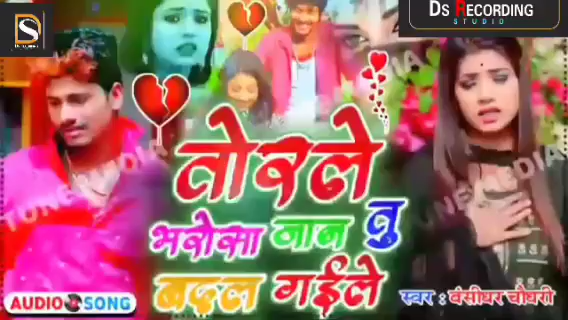 DS RECORDING
STUDIO
S
तोरले
भरोसा जान तु
बदल गईले
AUDIO SONG
स्वर : बंसीधर चौधरी